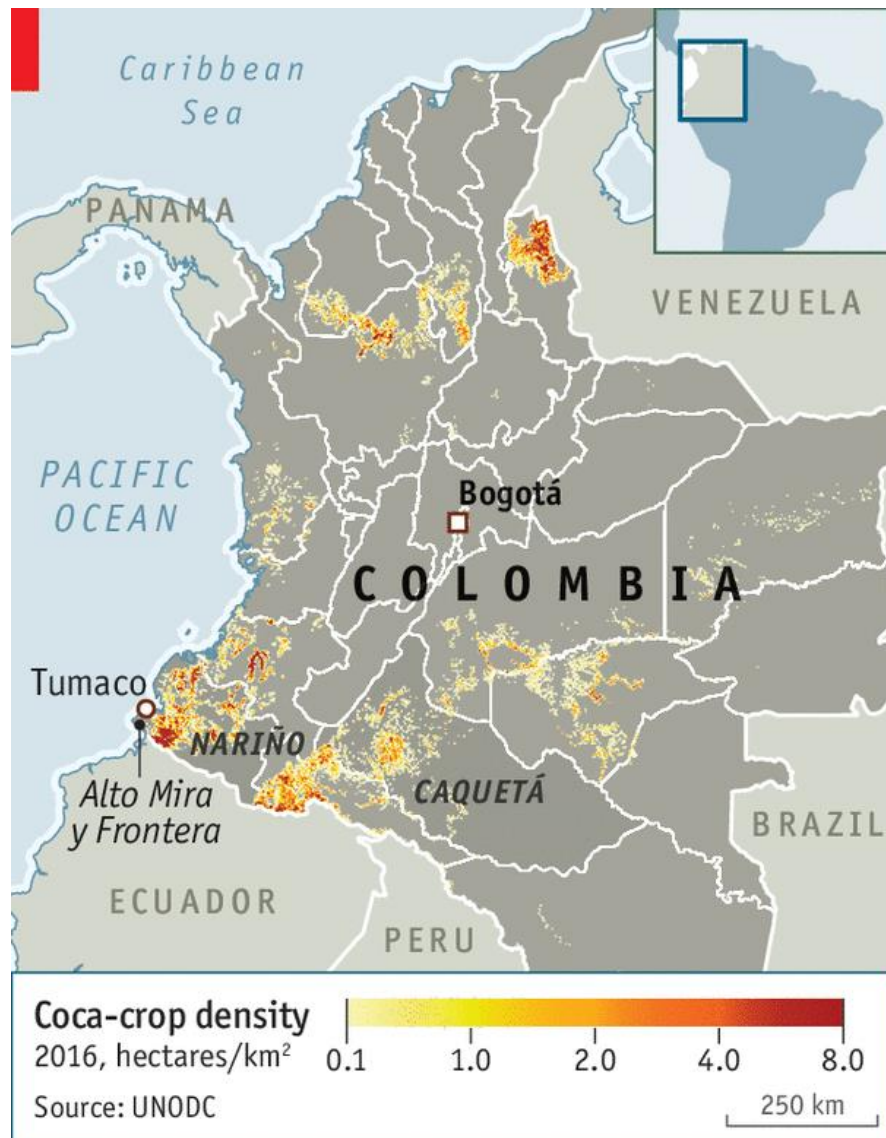 Caribbean
Sea
PANAMA
VENEZUELA
PACIFIC
OCEAN
Bogotá
COLOMBIA
Tumaco
NARIÑO
Alto Mira
y Frontera
CAQUETÁ
BRAZIL
ECUADOR
PERU
Coca-crop density
2016, hectares/km²
0.1 1.0 2.0 4.0 8.0
Source: UNODC
250 km